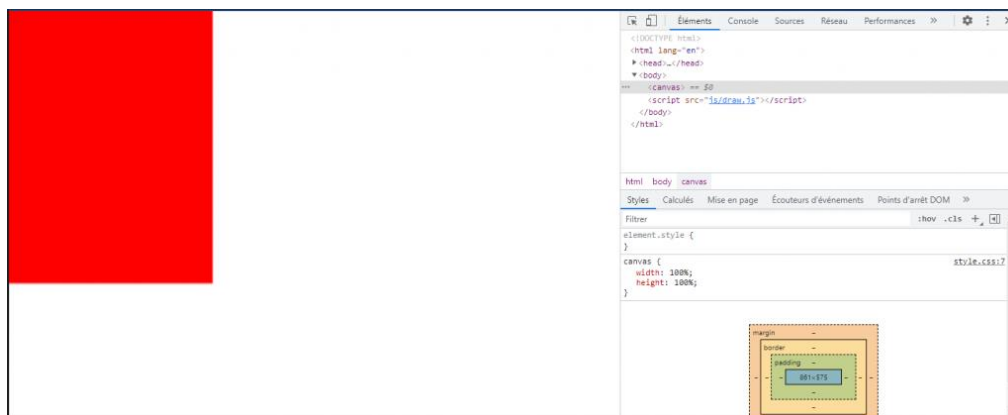 Éléments Console Sources Réseau Performances »
<!DOCTYPE html>
<html lang="en">
<head>…</head>
<body>
<canvas> == $0
<script src="js/draw.js"></script>
</body>
</html>
html body canvas
Styles Calculés Mise en page Écouteurs d'événements Points d'arrêt DOM »
Filtrer :hov .cls +
element.style {
}
canvas { style.css:7
width: 100%;
height: 100%;
}
margin –
border –
padding –
- - - - - -
–
–